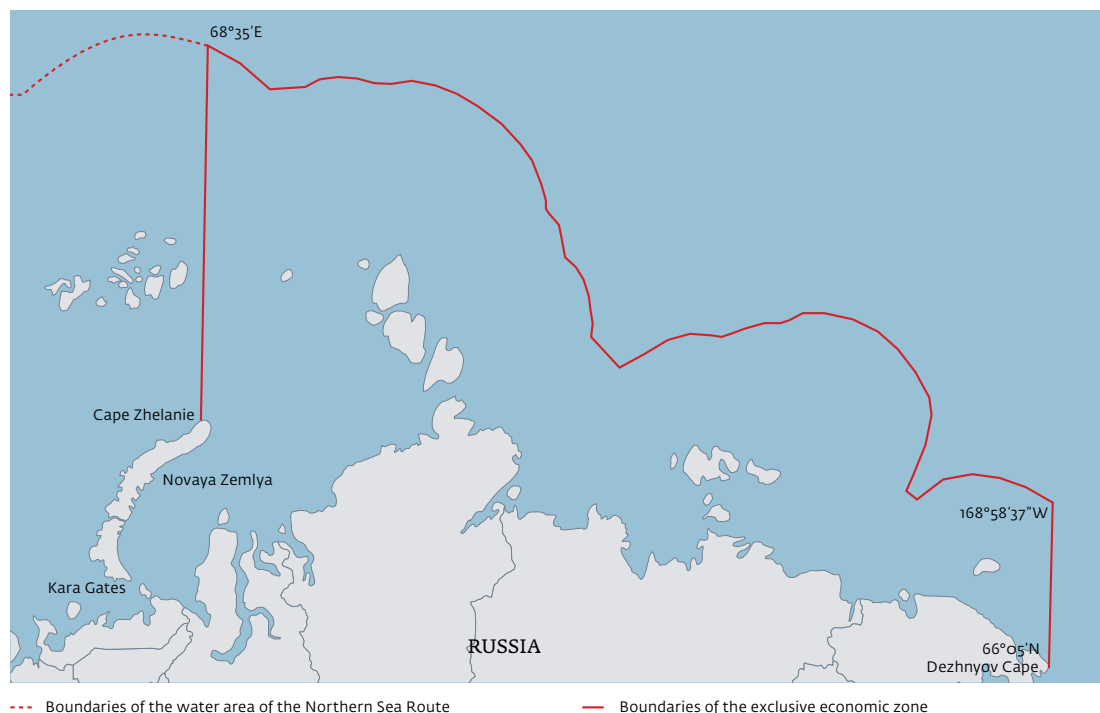 68°35'E
Cape Zhelanie
Novaya Zemlya
168°58'37"W
Kara Gates
RUSSIA
66°05'N
Dezhnyov Cape
Boundaries of the water area of the Northern Sea Route
Boundaries of the exclusive economic zone